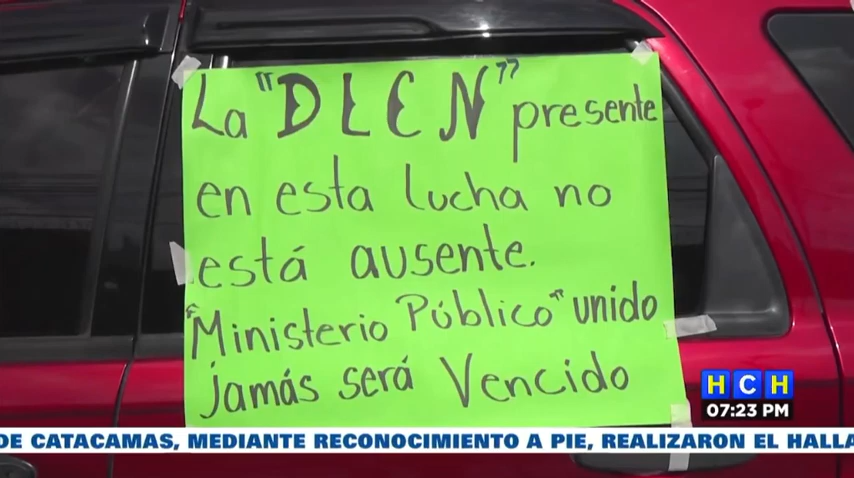 La "DLCN" presente
en esta lucha no
está ausente.
"Ministerio Público" unido
jamás será Vencido
HCH
07:23 PM
DE CATACAMAS, MEDIANTE RECONOCIMIENTO A PIE, REALIZARON EL HALLA